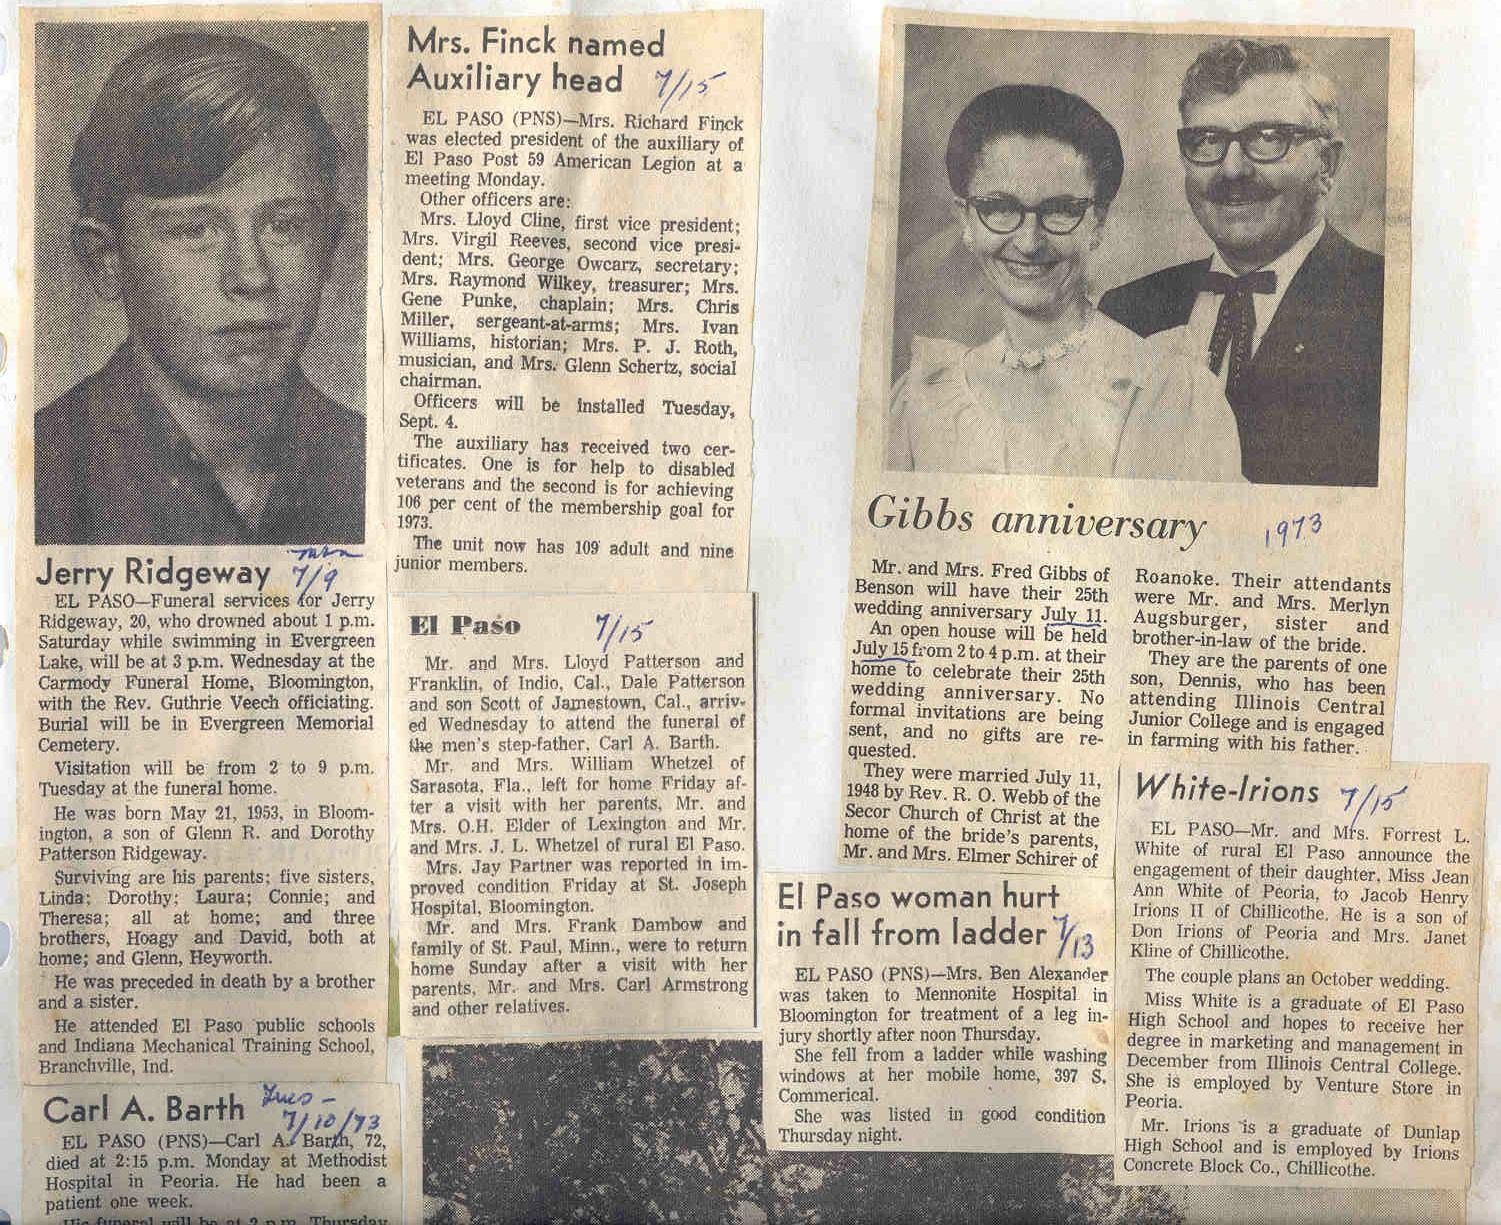 Jerry Ridgeway
Mon
7/9
EL PASO—Funeral services for Jerry
Ridgeway, 20, who drowned about 1 p.m.
Saturday while swimming in Evergreen
Lake, will be at 3 p.m. Wednesday at the
Carmody Funeral Home, Bloomington,
with the Rev. Guthrie Veech officiating.
Burial will be in Evergreen Memorial
Cemetery.
Visitation will be from 2 to 9 p.m.
Tuesday at the funeral home.
He was born May 21, 1953, in Bloom-
ington, a son of Glenn R. and Dorothy
Patterson Ridgeway.
Surviving are his parents; five sisters,
Linda; Dorothy; Laura; Connie; and
Theresa; all at home; and three
brothers, Hoagy and David, both at
home; and Glenn, Heyworth.
He was preceded in death by a brother
and a sister.
He attended El Paso public schools
and Indiana Mechanical Training School,
Branchville, Ind.
Carl A. Barth
Tues-
7/10/73
EL PASO (PNS)—Carl A. Barth, 72,
died at 2:15 p.m. Monday at Methodist
Hospital in Peoria. He had been a
patient one week.
His funeral will be at 2 p.m. Thursday
Mrs. Finck named
Auxiliary head 7/15
EL PASO (PNS)—Mrs. Richard Finck
was elected president of the auxiliary of
El Paso Post 59 American Legion at a
meeting Monday.
Other officers are:
Mrs. Lloyd Cline, first vice president;
Mrs. Virgil Reeves, second vice presi-
dent; Mrs. George Owcarz, secretary;
Mrs. Raymond Wilkey, treasurer; Mrs.
Gene Punke, chaplain; Mrs. Chris
Miller, sergeant-at-arms; Mrs. Ivan
Williams, historian; Mrs. P. J. Roth,
musician, and Mrs. Glenn Schertz, social
chairman.
Officers will be installed Tuesday,
Sept. 4.
The auxiliary has received two cer-
tificates. One is for help to disabled
veterans and the second is for achieving
106 per cent of the membership goal for
1973.
The unit now has 109 adult and nine
junior members.
El Paso 7/15
Mr. and Mrs. Lloyd Patterson and
Franklin, of Indio, Cal., Dale Patterson
and son Scott of Jamestown, Cal., arriv-
ed Wednesday to attend the funeral of
the men's step-father, Carl A. Barth.
Mr. and Mrs. William Whetzel of
Sarasota, Fla., left for home Friday af-
ter a visit with her parents, Mr. and
Mrs. O.H. Elder of Lexington and Mr.
and Mrs. J. L. Whetzel of rural El Paso.
Mrs. Jay Partner was reported in im-
proved condition Friday at St. Joseph
Hospital, Bloomington.
Mr. and Mrs. Frank Dambow and
family of St. Paul, Minn., were to return
home Sunday after a visit with her
parents, Mr. and Mrs. Carl Armstrong
and other relatives.
Gibbs anniversary 1973
Mr. and Mrs. Fred Gibbs of
Benson will have their 25th
wedding anniversary July 11.
An open house will be held
July 15 from 2 to 4 p.m. at their
home to celebrate their 25th
wedding anniversary. No
formal invitations are being
sent, and no gifts are re-
quested.
They were married July 11,
1948 by Rev. R. O. Webb of the
Secor Church of Christ at the
home of the bride's parents,
Mr. and Mrs. Elmer Schirer of
Roanoke. Their attendants
were Mr. and Mrs. Merlyn
Augsburger, sister and
brother-in-law of the bride.
They are the parents of one
son, Dennis, who has been
attending Illinois Central
Junior College and is engaged
in farming with his father.
El Paso woman hurt
in fall from ladder 7/13
EL PASO (PNS)—Mrs. Ben Alexander
was taken to Mennonite Hospital in
Bloomington for treatment of a leg in-
jury shortly after noon Thursday.
She fell from a ladder while washing
windows at her mobile home, 397 S.
Commerical.
She was listed in good condition
Thursday night.
White-Irions 7/15
EL PASO—Mr. and Mrs. Forrest L.
White of rural El Paso announce the
engagement of their daughter, Miss Jean
Ann White of Peoria, to Jacob Henry
Irions II of Chillicothe. He is a son of
Don Irions of Peoria and Mrs. Janet
Kline of Chillicothe.
The couple plans an October wedding.
Miss White is a graduate of El Paso
High School and hopes to receive her
degree in marketing and management in
December from Illinois Central College.
She is employed by Venture Store in
Peoria.
Mr. Irions is a graduate of Dunlap
High School and is employed by Irions
Concrete Block Co., Chillicothe.